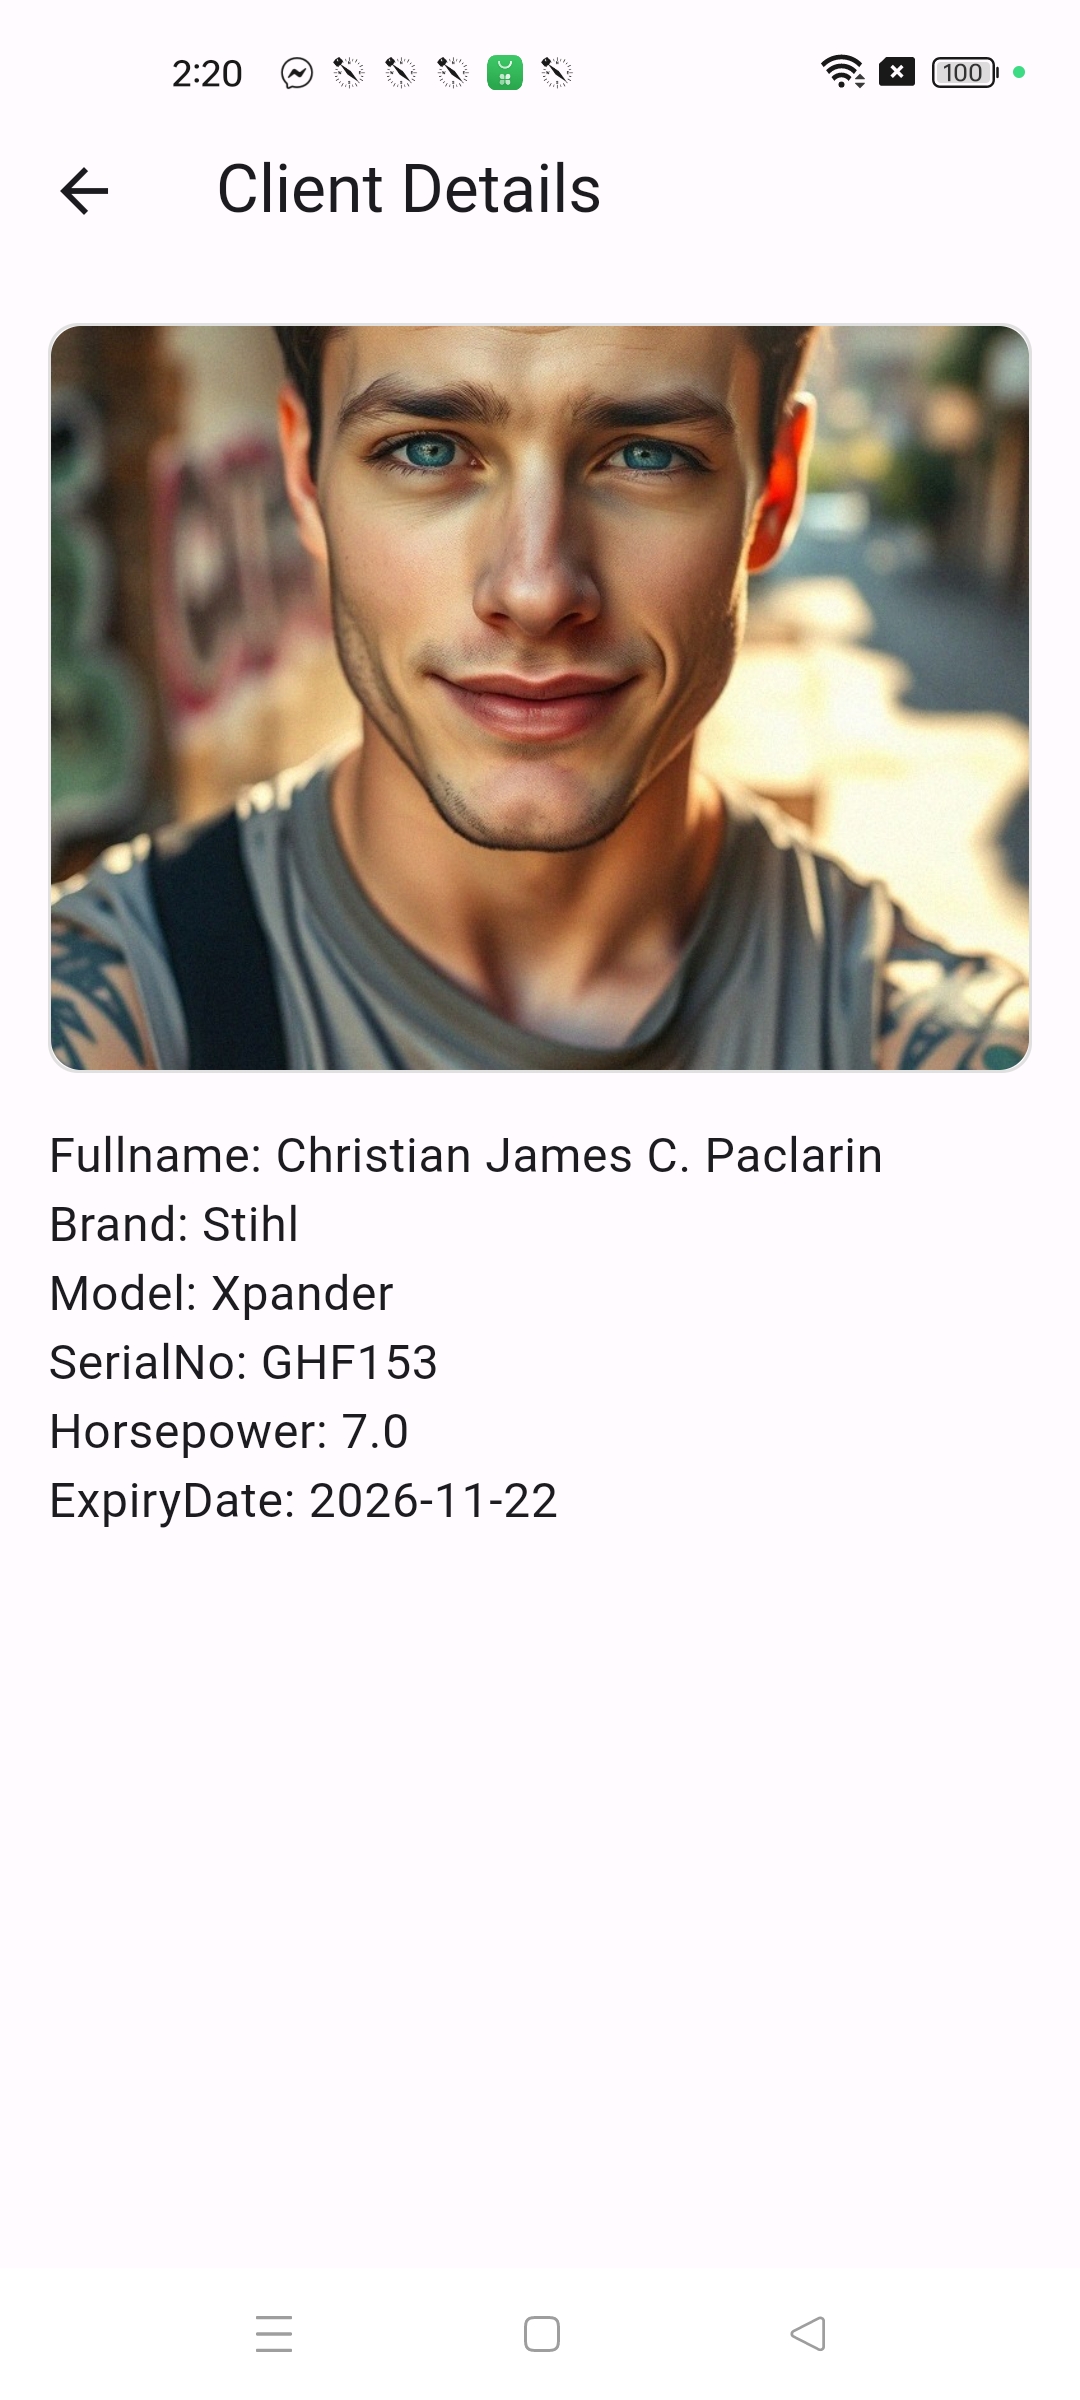 2:20
100
Client Details
Fullname: Christian James C. Paclarin
Brand: Stihl
Model: Xpander
SerialNo: GHF153
Horsepower: 7.0
ExpiryDate: 2026-11-22